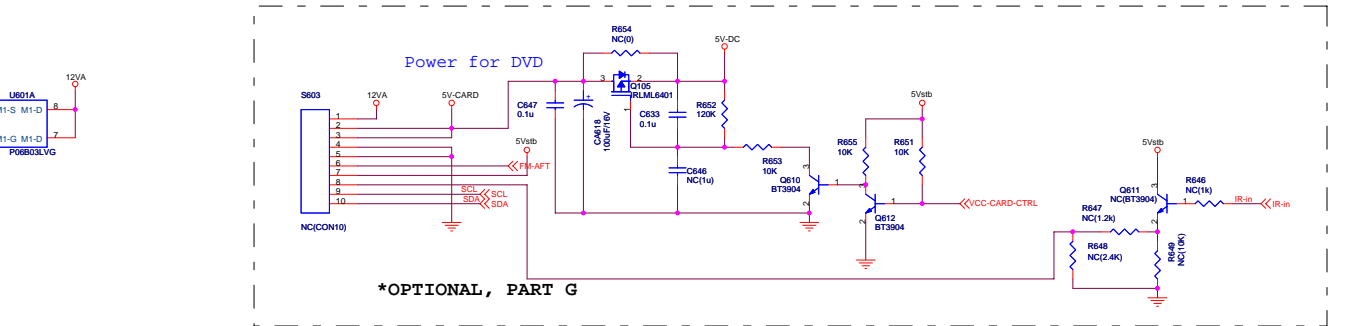 12VA
U601A
M1-S M1-D
8
M1-G M1-D
7
P06B03LVG
Power for DVD
S603
12VA
5V-CARD
1
2
3
4
5
6
7
8
9
10
NC(CON10)
5Vstb
FM-AFT
SCL
SCL
SDA
SDA
R654
NC(0)
5V-DC
3
2
1
Q105
IRLML6401
C647
0.1u
+
CA618
100uF/16V
C633
0.1u
R652
120K
C646
NC(1u)
R653
10K
Q610
BT3904
3
1
2
5Vstb
R655
10K
R651
10K
3
1
2
Q612
BT3904
VCC-CARD-CTRL
5Vstb
Q611
NC(BT3904)
3
1
2
R646
NC(1k)
IR-in
IR-in
R647
NC(1.2k)
R648
NC(2.4K)
R649
NC(10K)
*OPTIONAL, PART G